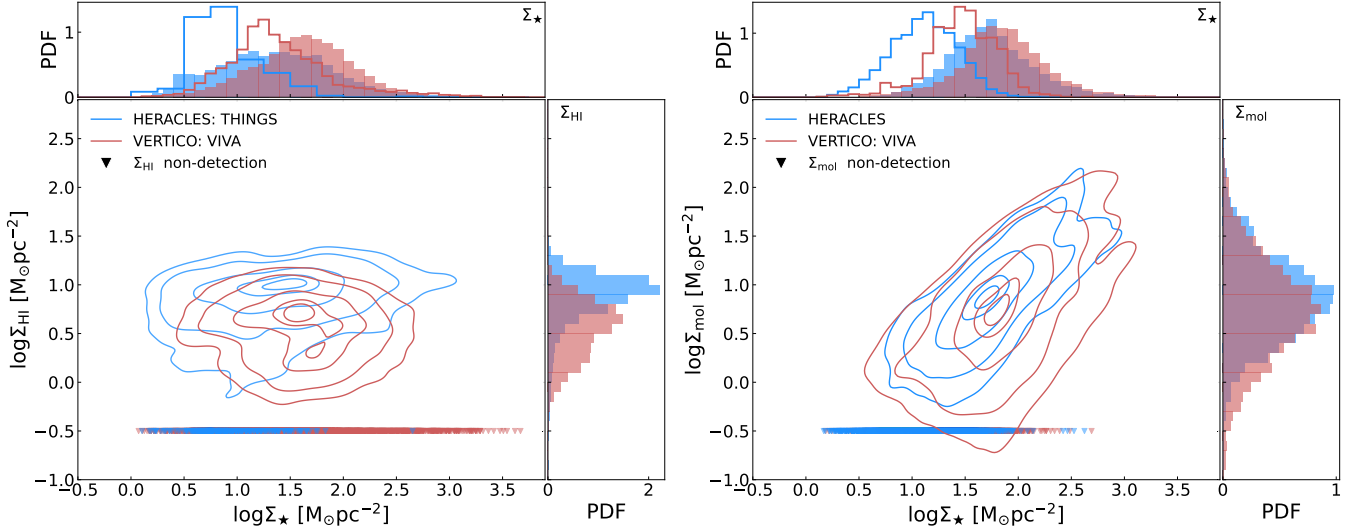 Σ★
PDF
1
0
HERACLES: THINGS
VERTICO: VIVA
Σ_HI non-detection
logΣ_HI [M⊙pc⁻²]
2.5
2.0
1.5
1.0
0.5
0.0
−0.5
−1.0
−0.5 0.0 0.5 1.0 1.5 2.0 2.5 3.0 3.5
logΣ★ [M⊙pc⁻²]
Σ_HI
0 2
PDF
Σ★
PDF
1
0
HERACLES
VERTICO: VIVA
Σ_mol non-detection
logΣ_mol [M⊙pc⁻²]
2.5
2.0
1.5
1.0
0.5
0.0
−0.5
−1.0
−0.5 0.0 0.5 1.0 1.5 2.0 2.5 3.0 3.5
logΣ★ [M⊙pc⁻²]
Σ_mol
0 1
PDF